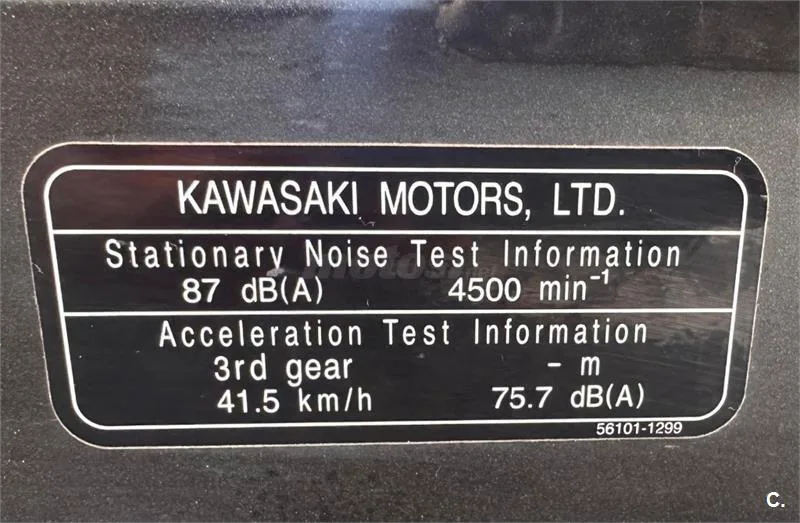 KAWASAKI MOTORS, LTD.
Stationary Noise Test Information
87 dB(A) 4500 min⁻¹
Acceleration Test Information
3rd gear - m
41.5 km/h 75.7 dB(A)
56101-1299
C.